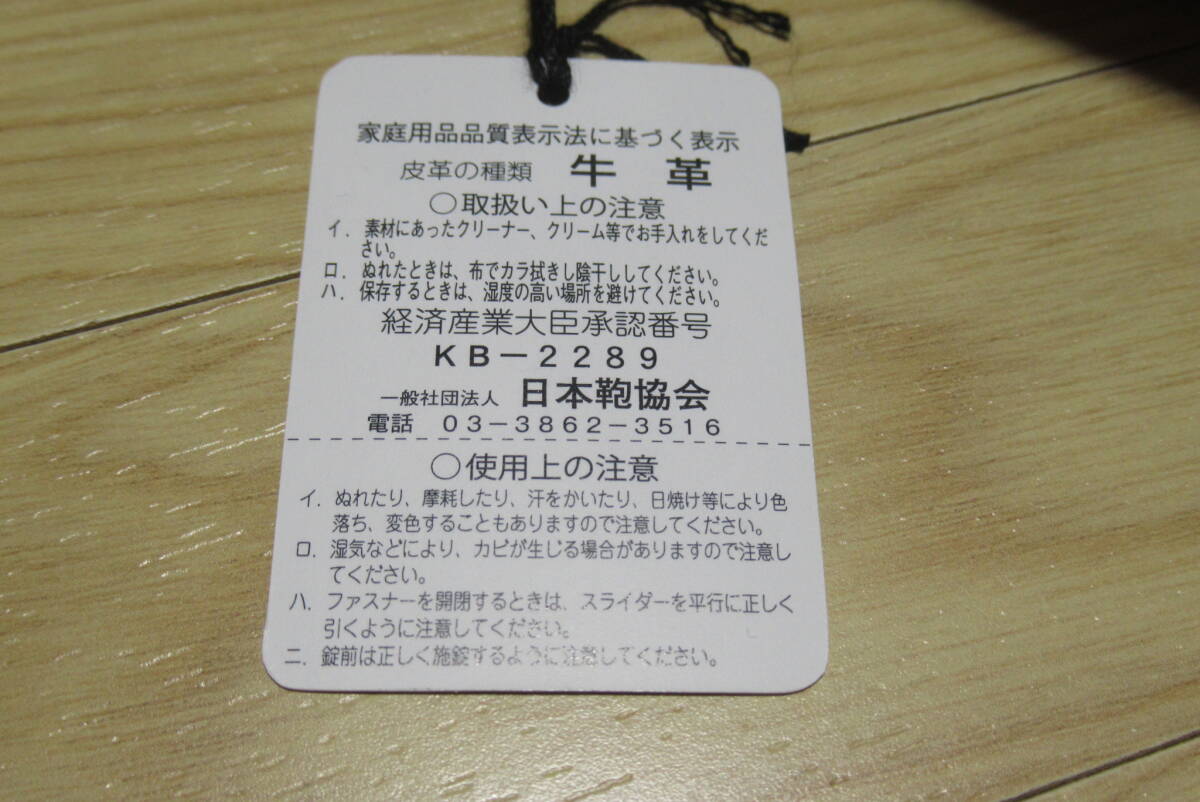 家庭用品品質表示法に基づく表示
皮革の種類 牛 革
○取扱い上の注意
イ. 素材にあったクリーナー、クリーム等でお手入れをしてくだ
さい。
ロ. ぬれたときは、布でカラ拭きし陰干ししてください。
ハ. 保存するときは、湿度の高い場所を避けてください。
経済産業大臣承認番号
KB－2289
一般社団法人 日本鞄協会
電話 03－3862－3516
○使用上の注意
イ. ぬれたり、摩耗したり、汗をかいたり、日焼け等により色
落ち、変色することもありますので注意してください。
ロ. 湿気などにより、カビが生じる場合がありますので注意し
てください。
ハ. ファスナーを開閉するときは、スライダーを平行に正しく
引くように注意してください。
ニ. 錠前は正しく施錠するように注意してください。